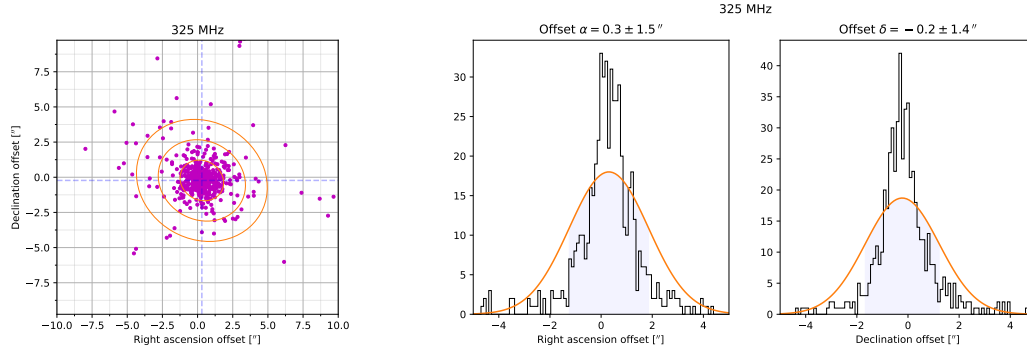 325 MHz
325 MHz
Offset α = 0.3 ± 1.5″
Offset δ = −0.2 ± 1.4″
Declination offset [″]
7.5
5.0
2.5
0.0
−2.5
−5.0
−7.5
−10.0 −7.5 −5.0 −2.5 0.0 2.5 5.0 7.5 10.0
Right ascension offset [″]
30
25
20
15
10
5
0
−4 −2 0 2 4
Right ascension offset [″]
40
35
30
25
20
15
10
5
0
−4 −2 0 2 4
Declination offset [″]